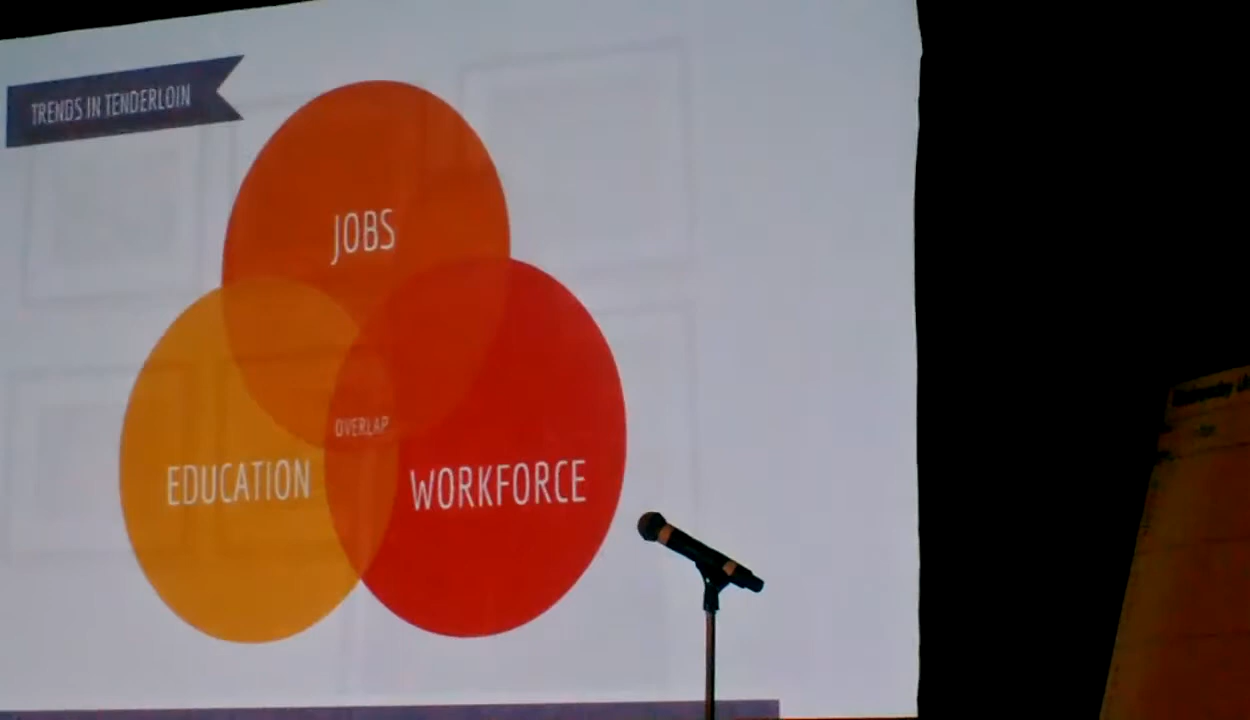 TRENDS IN TENDERLOIN
JOBS
OVERLAP
EDUCATION
WORKFORCE